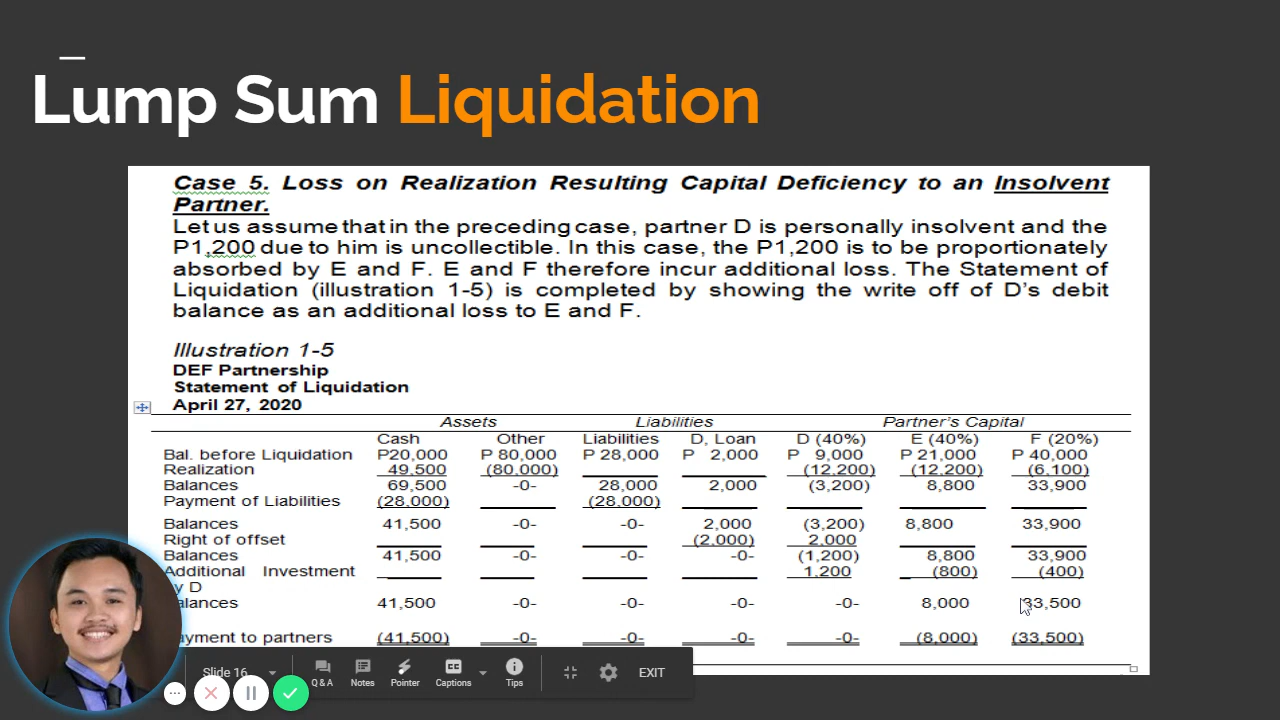 Lump Sum Liquidation
Case 5. Loss on Realization Resulting Capital Deficiency to an Insolvent
Partner.
Let us assume that in the preceding case, partner D is personally insolvent and the
P1,200 due to him is uncollectible. In this case, the P1,200 is to be proportionately
absorbed by E and F. E and F therefore incur additional loss. The Statement of
Liquidation (illustration 1-5) is completed by showing the write off of D's debit
balance as an additional loss to E and F.
Illustration 1-5
DEF Partnership
Statement of Liquidation
April 27, 2020
Assets Liabilities Partner's Capital
Cash Other Liabilities D, Loan D (40%) E (40%) F (20%)
Bal. before Liquidation P20,000 P 80,000 P 28,000 P 2,000 P 9,000 P 21,000 P 40,000
Realization 49,500 (80,000) (12,200) (12,200) (6,100)
Balances 69,500 -0- 28,000 2,000 (3,200) 8,800 33,900
Payment of Liabilities (28,000) (28,000)
Balances 41,500 -0- -0- 2,000 (3,200) 8,800 33,900
Right of offset (2,000) 2,000
Balances 41,500 -0- -0- -0- (1,200) 8,800 33,900
Additional Investment 1,200 (800) (400)
y D
alances 41,500 -0- -0- -0- -0- 8,000 33,500
ayment to partners (41,500) -0- -0- -0- -0- (8,000) (33,500)
Slide 16 Q & A Notes Pointer Captions Tips EXIT